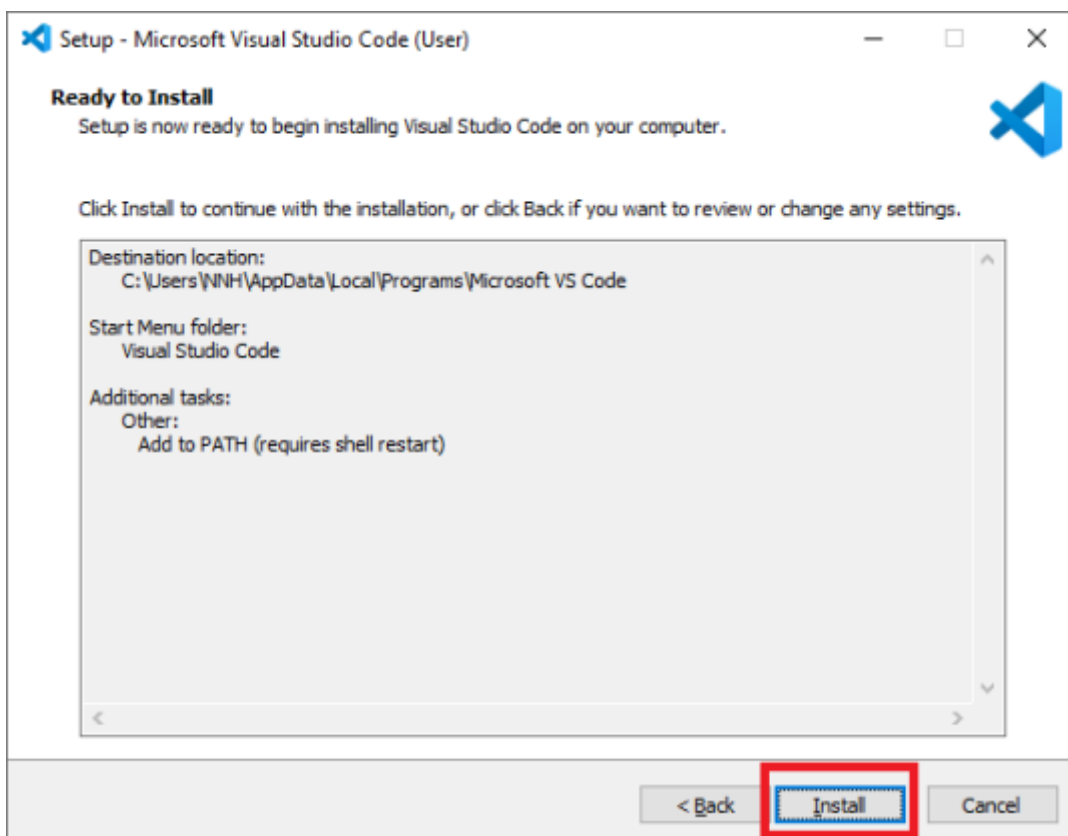 Setup - Microsoft Visual Studio Code (User)
Ready to Install
Setup is now ready to begin installing Visual Studio Code on your computer.
Click Install to continue with the installation, or click Back if you want to review or change any settings.
Destination location:
C:\Users\NNH\AppData\Local\Programs\Microsoft VS Code
Start Menu folder:
Visual Studio Code
Additional tasks:
Other:
Add to PATH (requires shell restart)
< Back Install Cancel